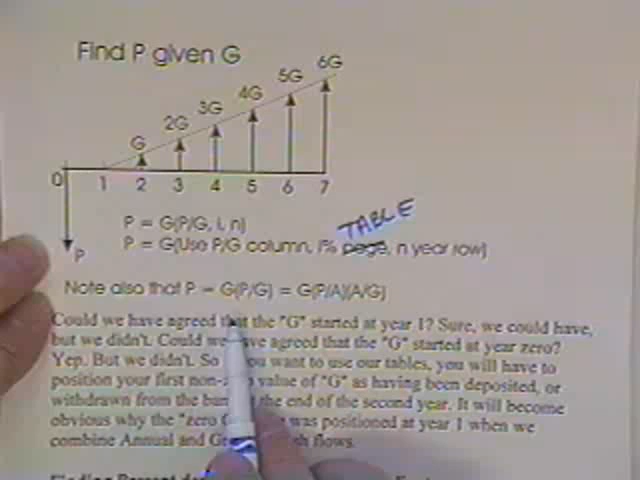 Find P given G
G 2G 3G 4G 5G 6G
0 1 2 3 4 5 6 7
P
P = G(P/G, i, n)
TABLE
P = G(Use P/G column, i% page, n year row)
Note also that P = G(P/G) = G(P/A)(A/G)
Could we have agreed that the "G" started at year 1? Sure, we could have,
but we didn't. Could we have agreed that the "G" started at year zero?
Yep. But we didn't. So you want to use our tables, you will have to
position your first non- value of "G" as having been deposited, or
withdrawn from the the end of the second year. It will become
obvious why the "zero was positioned at year 1 when we
combine Annual and flows.